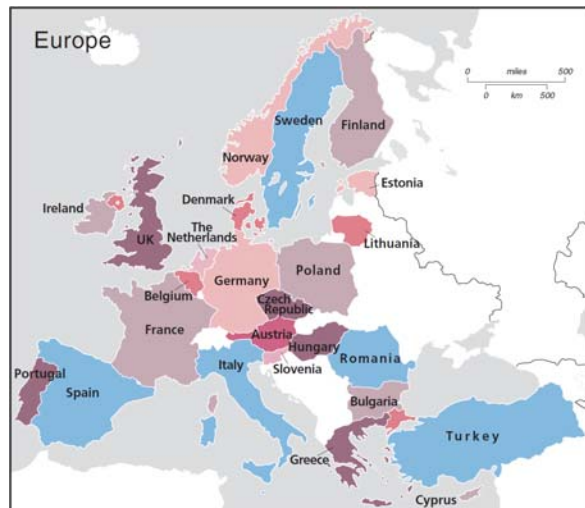 Europe
0 miles 500
0 km 500
Sweden
Finland
Norway
Estonia
Denmark
Ireland
The
Netherlands
Lithuania
UK
Poland
Germany
Belgium
Czech
Republic
France
Austria
Hungary
Romania
Italy
Slovenia
Portugal
Spain
Bulgaria
Turkey
Greece
Cyprus